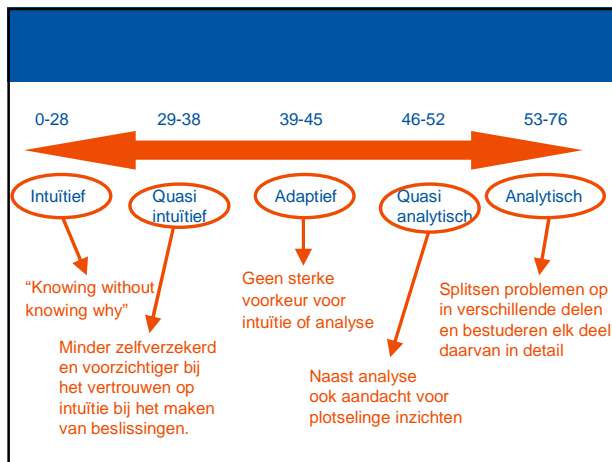 0-28 29-38 39-45 46-52 53-76
Intuïtief
Quasi
intuïtief
Adaptief
Quasi
analytisch
Analytisch
“Knowing without
knowing why”
Minder zelfverzekerd
en voorzichtiger bij
het vertrouwen op
intuïtie bij het maken
van beslissingen.
Geen sterke
voorkeur voor
intuïtie of analyse
Naast analyse
ook aandacht voor
plotselinge inzichten
Splitsen problemen op
in verschillende delen
en bestuderen elk deel
daarvan in detail